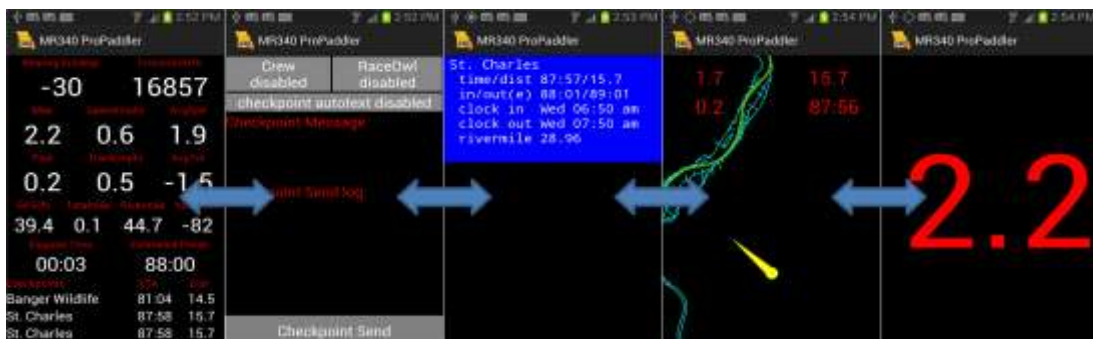 2:52 PM
MR340 ProPaddler
-30 16857
2.2 0.6 1.9
0.2 0.5 -1.5
39.4 0.1 44.7 -82
Elapsed Time
00:03 88:00
Banger Wildlife 81:04 14.5
St. Charles 87:58 15.7
St. Charles 87:58 15.7
2:52 PM
MR340 ProPaddler
Crew disabled
RaceOwl disabled
checkpoint autotext disabled
Checkpoint Message
Send log
Checkpoint Send
2:53 PM
MR340 ProPaddler
St. Charles
time/dist 87:57/15.7
in/out(e) 88:01/89:01
clock in Wed 06:50 am
clock out Wed 07:50 am
rivermile 28.96
2:54 PM
MR340 ProPaddler
1.7 15.7
0.2 87:56
2:54 PM
MR340 ProPaddler
2.2